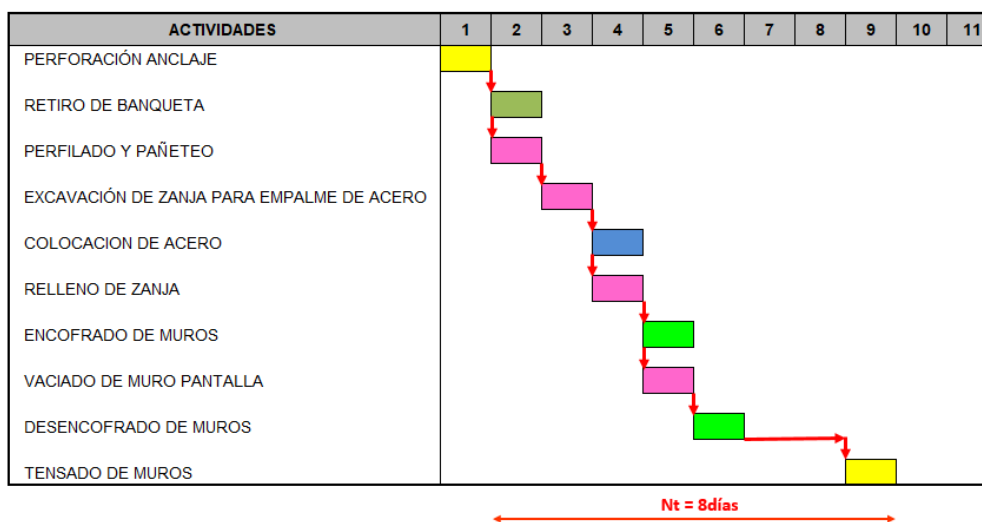 ACTIVIDADES 1 2 3 4 5 6 7 8 9 10 11
PERFORACIÓN ANCLAJE
RETIRO DE BANQUETA
PERFILADO Y PAÑETEO
EXCAVACIÓN DE ZANJA PARA EMPALME DE ACERO
COLOCACION DE ACERO
RELLENO DE ZANJA
ENCOFRADO DE MUROS
VACIADO DE MURO PANTALLA
DESENCOFRADO DE MUROS
TENSADO DE MUROS
Nt = 8días